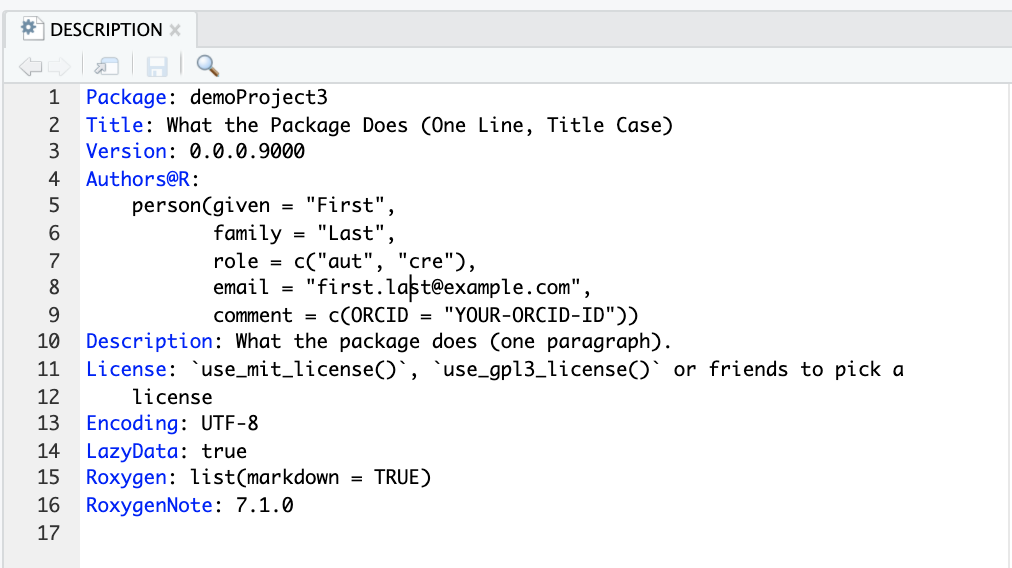 DESCRIPTION
1 Package: demoProject3
2 Title: What the Package Does (One Line, Title Case)
3 Version: 0.0.0.9000
4 Authors@R:
5     person(given = "First",
6            family = "Last",
7            role = c("aut", "cre"),
8            email = "first.last@example.com",
9            comment = c(ORCID = "YOUR-ORCID-ID"))
10 Description: What the package does (one paragraph).
11 License: `use_mit_license()`, `use_gpl3_license()` or friends to pick a
12     license
13 Encoding: UTF-8
14 LazyData: true
15 Roxygen: list(markdown = TRUE)
16 RoxygenNote: 7.1.0
17